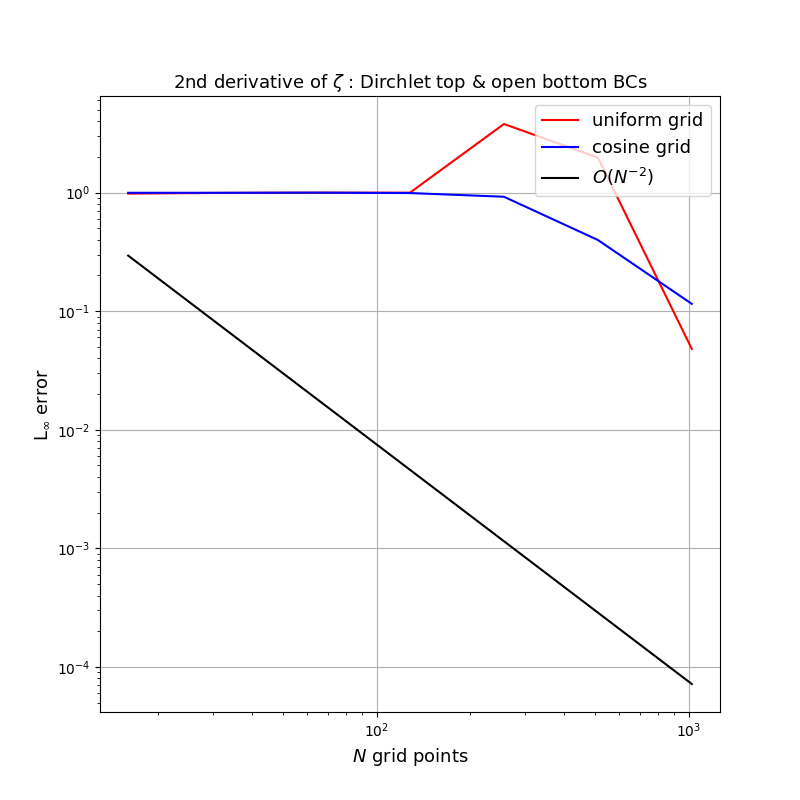 2nd derivative of ζ : Dirchlet top & open bottom BCs
uniform grid
cosine grid
O(N⁻²)
10⁰
10⁻¹
10⁻²
10⁻³
10⁻⁴
L∞ error
10²
10³
N grid points